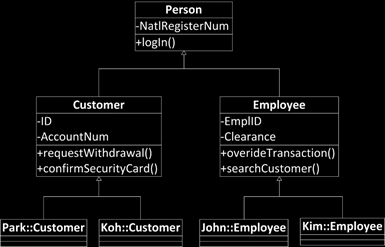 Person
-NatlRegisterNum
+logIn()
Customer
-ID
-AccountNum
+requestWithdrawal()
+confirmSecurityCard()
Employee
-EmplID
-Clearance
+overideTransaction()
+searchCustomer()
Park::Customer
Koh::Customer
John::Employee
Kim::Employee